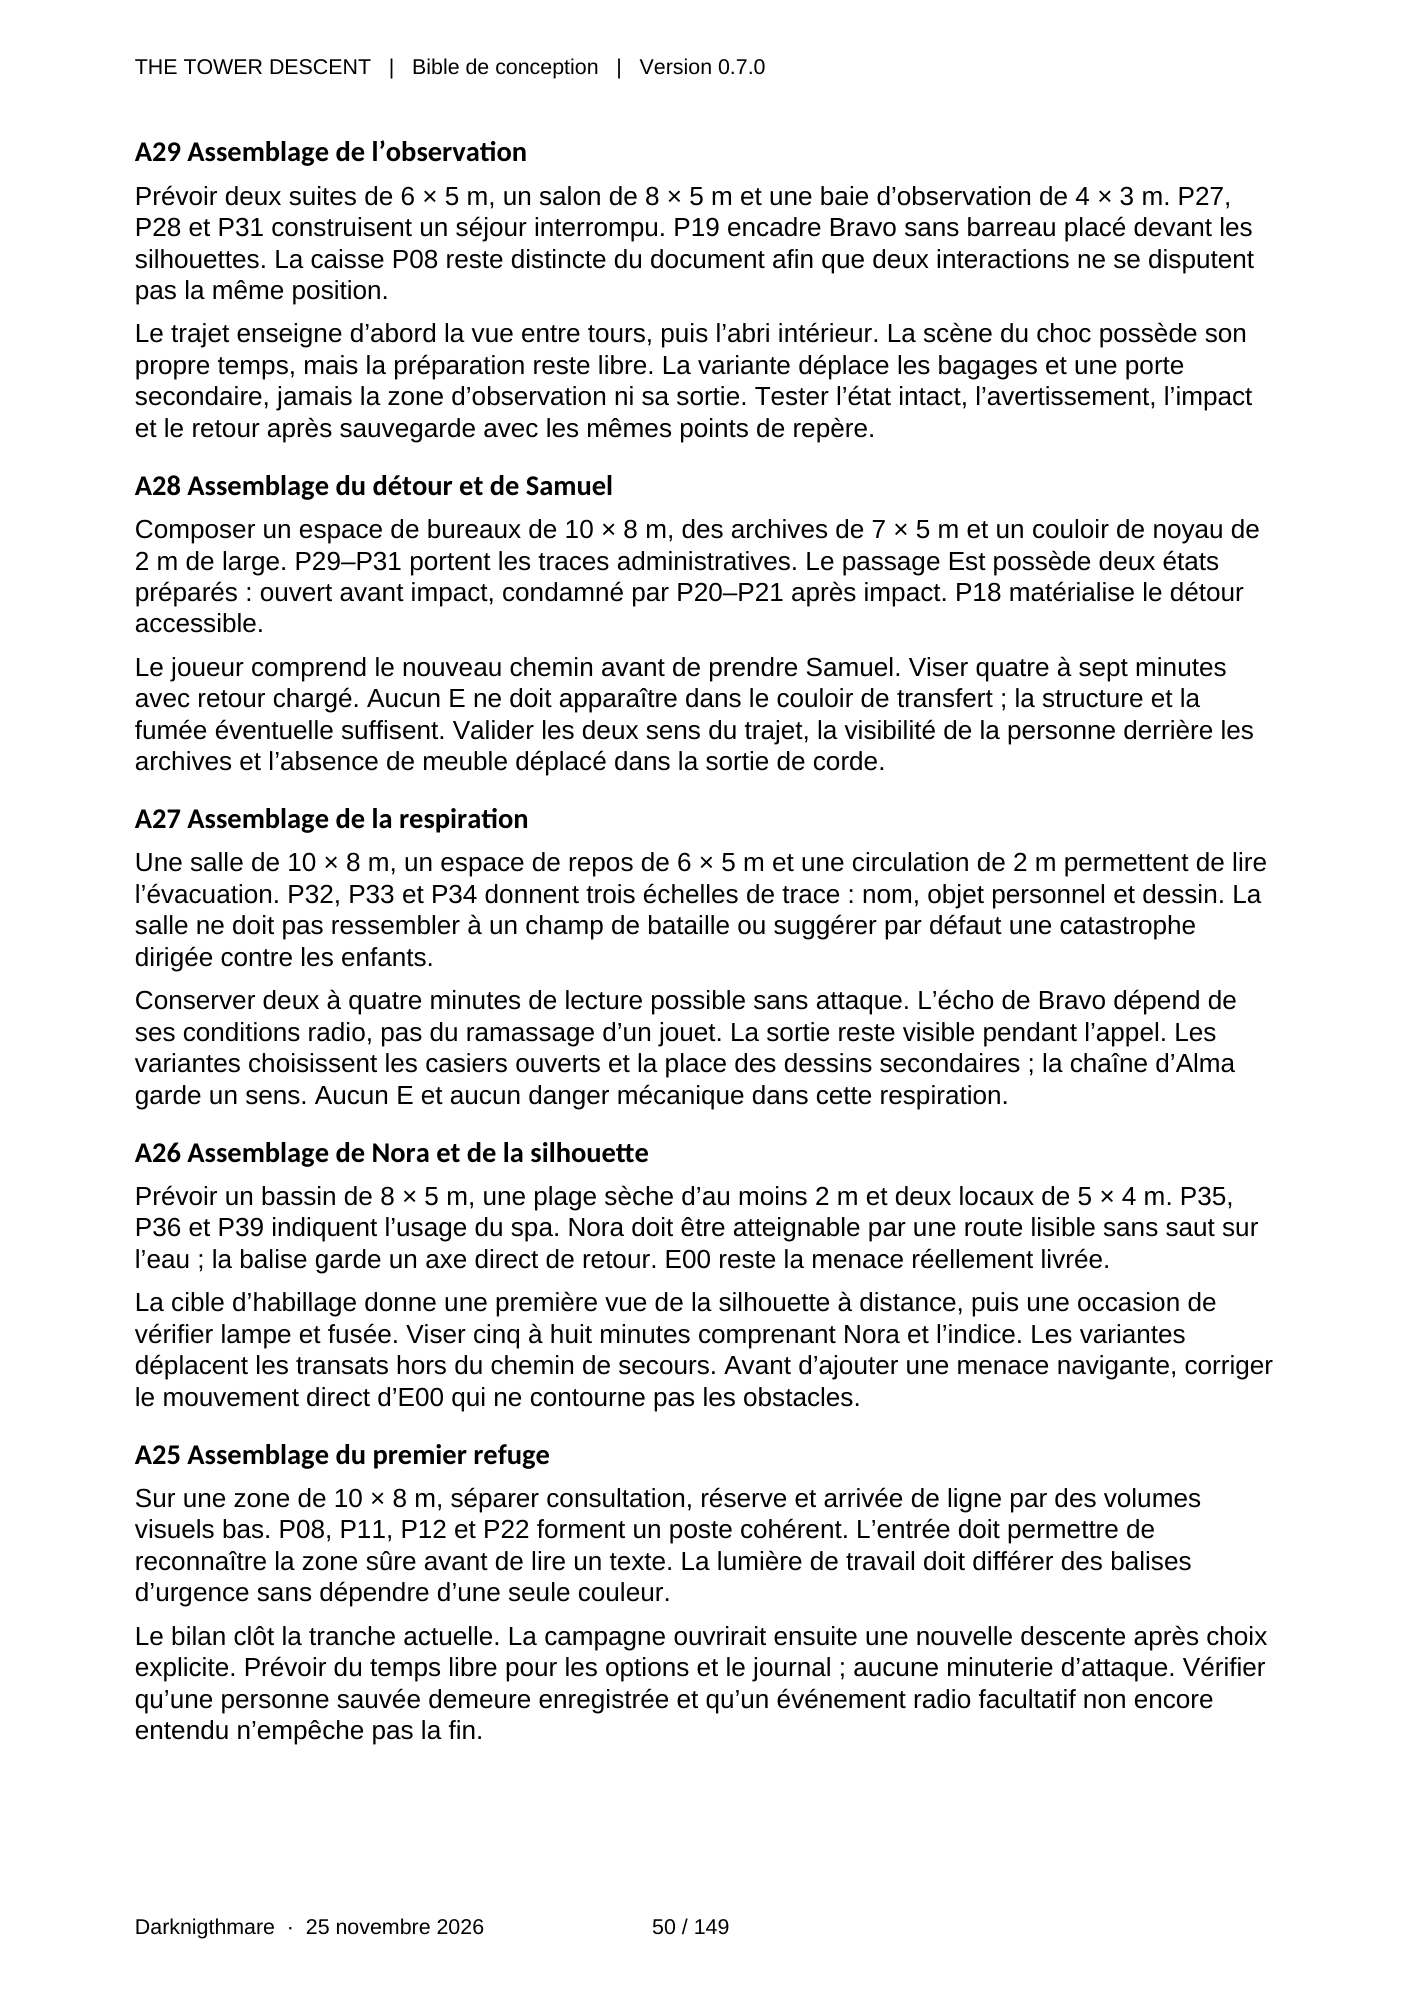 THE TOWER DESCENT | Bible de conception | Version 0.7.0
A29 Assemblage de l’observation
Prévoir deux suites de 6 × 5 m, un salon de 8 × 5 m et une baie d’observation de 4 × 3 m. P27,
P28 et P31 construisent un séjour interrompu. P19 encadre Bravo sans barreau placé devant les
silhouettes. La caisse P08 reste distincte du document afin que deux interactions ne se disputent
pas la même position.
Le trajet enseigne d’abord la vue entre tours, puis l’abri intérieur. La scène du choc possède son
propre temps, mais la préparation reste libre. La variante déplace les bagages et une porte
secondaire, jamais la zone d’observation ni sa sortie. Tester l’état intact, l’avertissement, l’impact
et le retour après sauvegarde avec les mêmes points de repère.
A28 Assemblage du détour et de Samuel
Composer un espace de bureaux de 10 × 8 m, des archives de 7 × 5 m et un couloir de noyau de
2 m de large. P29–P31 portent les traces administratives. Le passage Est possède deux états
préparés : ouvert avant impact, condamné par P20–P21 après impact. P18 matérialise le détour
accessible.
Le joueur comprend le nouveau chemin avant de prendre Samuel. Viser quatre à sept minutes
avec retour chargé. Aucun E ne doit apparaître dans le couloir de transfert ; la structure et la
fumée éventuelle suffisent. Valider les deux sens du trajet, la visibilité de la personne derrière les
archives et l’absence de meuble déplacé dans la sortie de corde.
A27 Assemblage de la respiration
Une salle de 10 × 8 m, un espace de repos de 6 × 5 m et une circulation de 2 m permettent de lire
l’évacuation. P32, P33 et P34 donnent trois échelles de trace : nom, objet personnel et dessin. La
salle ne doit pas ressembler à un champ de bataille ou suggérer par défaut une catastrophe
dirigée contre les enfants.
Conserver deux à quatre minutes de lecture possible sans attaque. L’écho de Bravo dépend de
ses conditions radio, pas du ramassage d’un jouet. La sortie reste visible pendant l’appel. Les
variantes choisissent les casiers ouverts et la place des dessins secondaires ; la chaîne d’Alma
garde un sens. Aucun E et aucun danger mécanique dans cette respiration.
A26 Assemblage de Nora et de la silhouette
Prévoir un bassin de 8 × 5 m, une plage sèche d’au moins 2 m et deux locaux de 5 × 4 m. P35,
P36 et P39 indiquent l’usage du spa. Nora doit être atteignable par une route lisible sans saut sur
l’eau ; la balise garde un axe direct de retour. E00 reste la menace réellement livrée.
La cible d’habillage donne une première vue de la silhouette à distance, puis une occasion de
vérifier lampe et fusée. Viser cinq à huit minutes comprenant Nora et l’indice. Les variantes
déplacent les transats hors du chemin de secours. Avant d’ajouter une menace navigante, corriger
le mouvement direct d’E00 qui ne contourne pas les obstacles.
A25 Assemblage du premier refuge
Sur une zone de 10 × 8 m, séparer consultation, réserve et arrivée de ligne par des volumes
visuels bas. P08, P11, P12 et P22 forment un poste cohérent. L’entrée doit permettre de
reconnaître la zone sûre avant de lire un texte. La lumière de travail doit différer des balises
d’urgence sans dépendre d’une seule couleur.
Le bilan clôt la tranche actuelle. La campagne ouvrirait ensuite une nouvelle descente après choix
explicite. Prévoir du temps libre pour les options et le journal ; aucune minuterie d’attaque. Vérifier
qu’une personne sauvée demeure enregistrée et qu’un événement radio facultatif non encore
entendu n’empêche pas la fin.
Darknigthmare · 25 novembre 2026 50 / 149